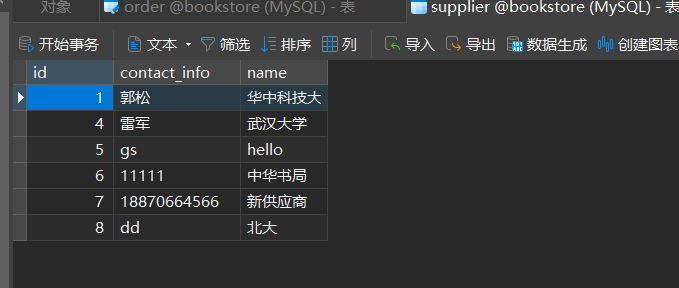 对象 order @bookstore (MySQL) - 表 supplier @bookstore (MySQL) - 表
开始事务 文本 筛选 排序 列 导入 导出 数据生成 创建图表
id contact_info name
1 郭松 华中科技大
4 雷军 武汉大学
5 gs hello
6 11111 中华书局
7 18870664566 新供应商
8 dd 北大